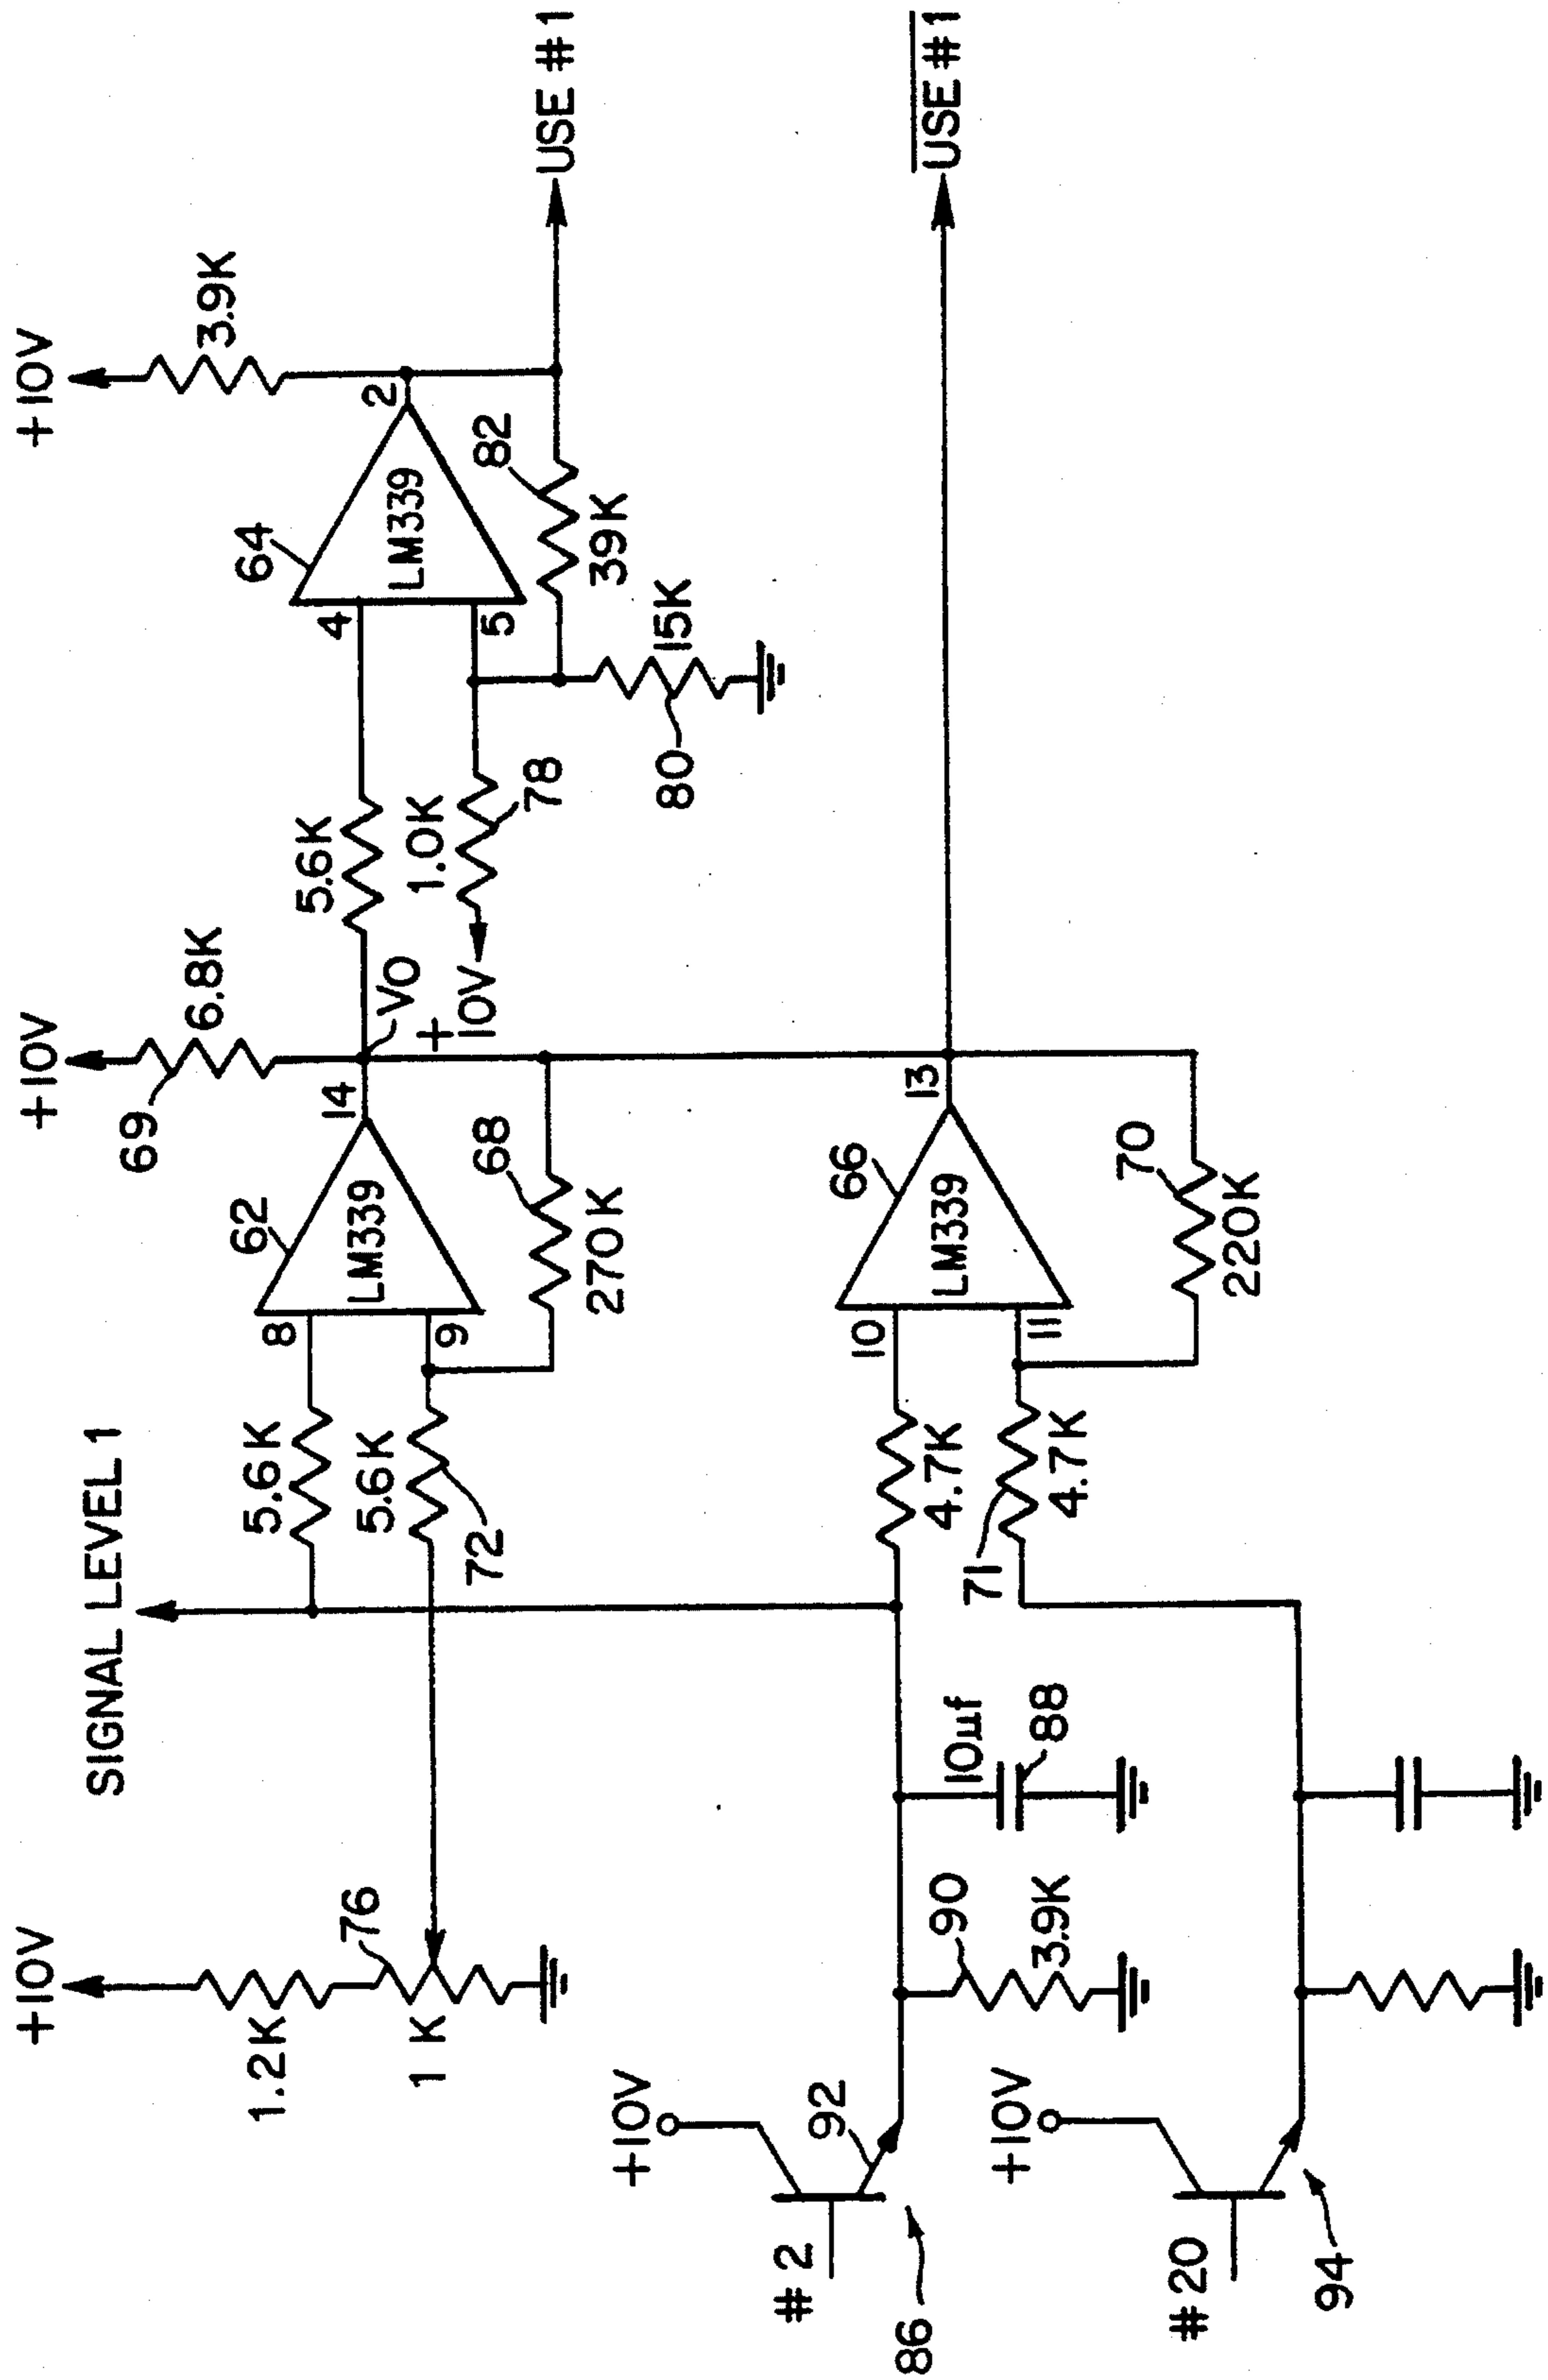 +10V
+10V
+10V
1.2K
76
1 K
SIGNAL LEVEL 1
69
6.8K
3.9K
5.6K
8
62
LM339
14
VO
5.6K
4
64
LM339
2
USE #1
5.6K
72
9
68
270K
+
10V
1.0K
78
5
82
39K
80
15K
+10V
#2
92
86
90
3.9K
10µf
88
4.7K
10
66
LM339
13
USE #1
71
4.7K
11
70
220K
+10V
#20
94